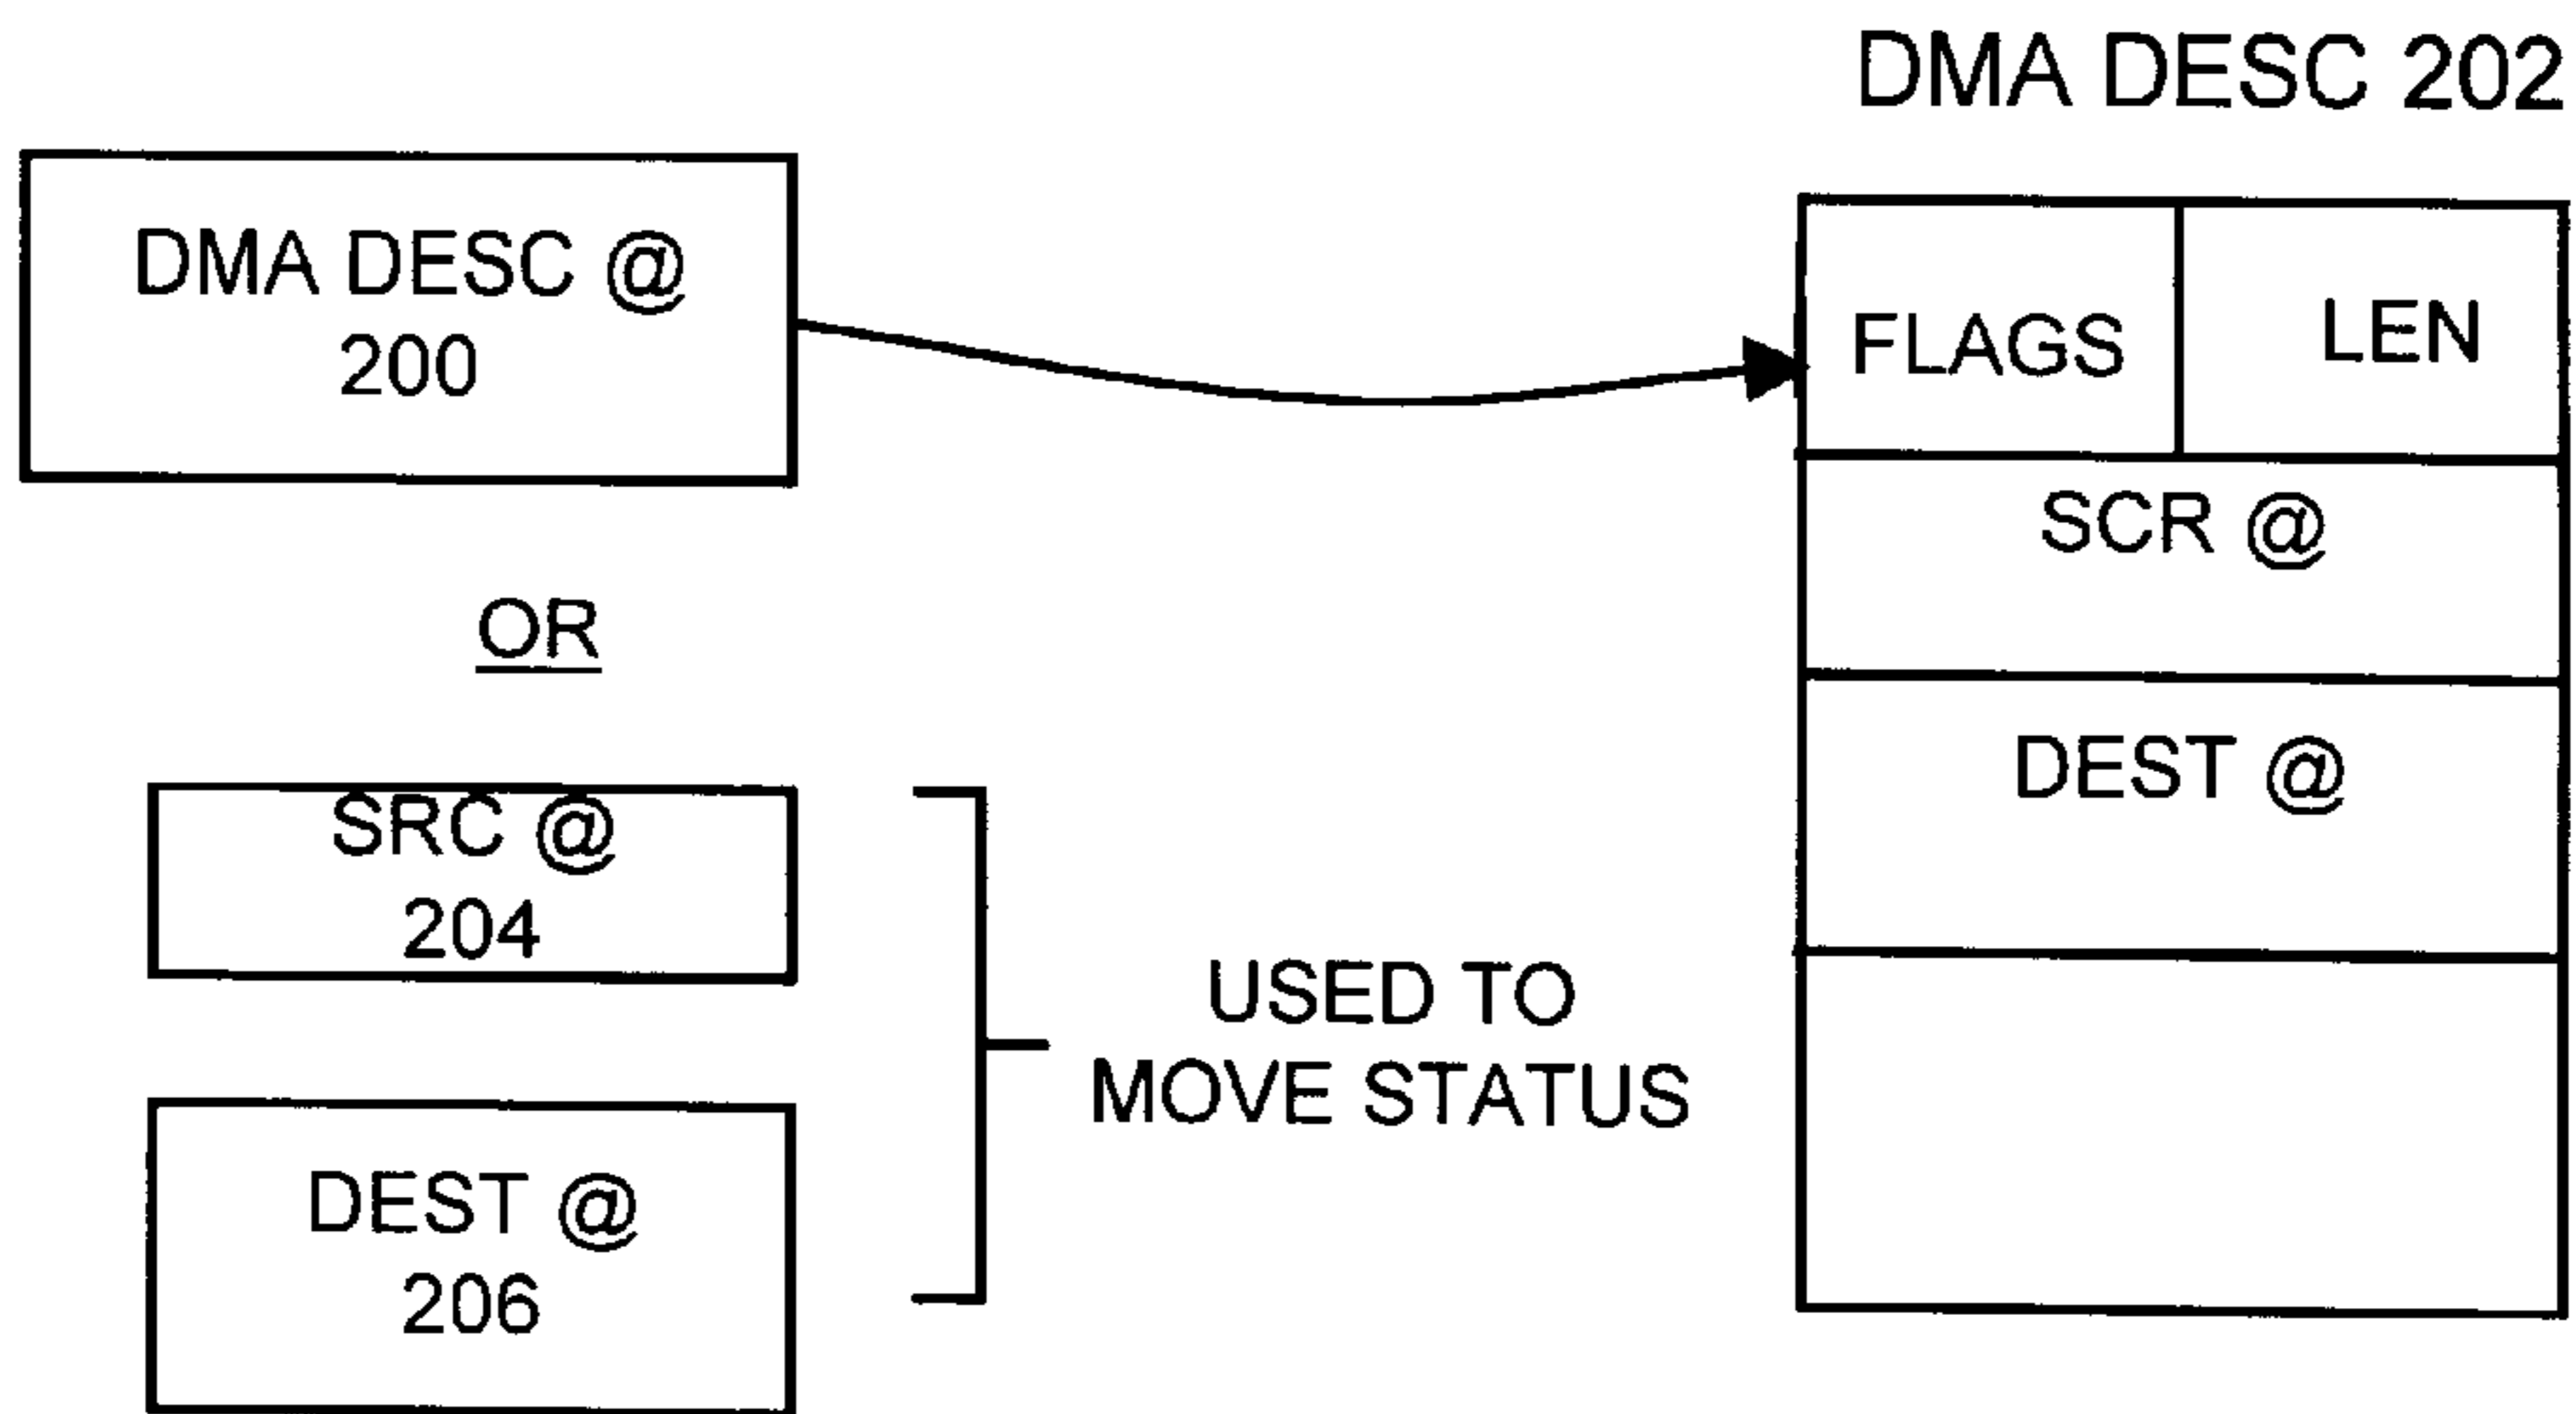 DMA DESC 202
DMA DESC @
200
FLAGS
LEN
SCR @
DEST @
OR
SRC @
204
DEST @
206
USED TO
MOVE STATUS